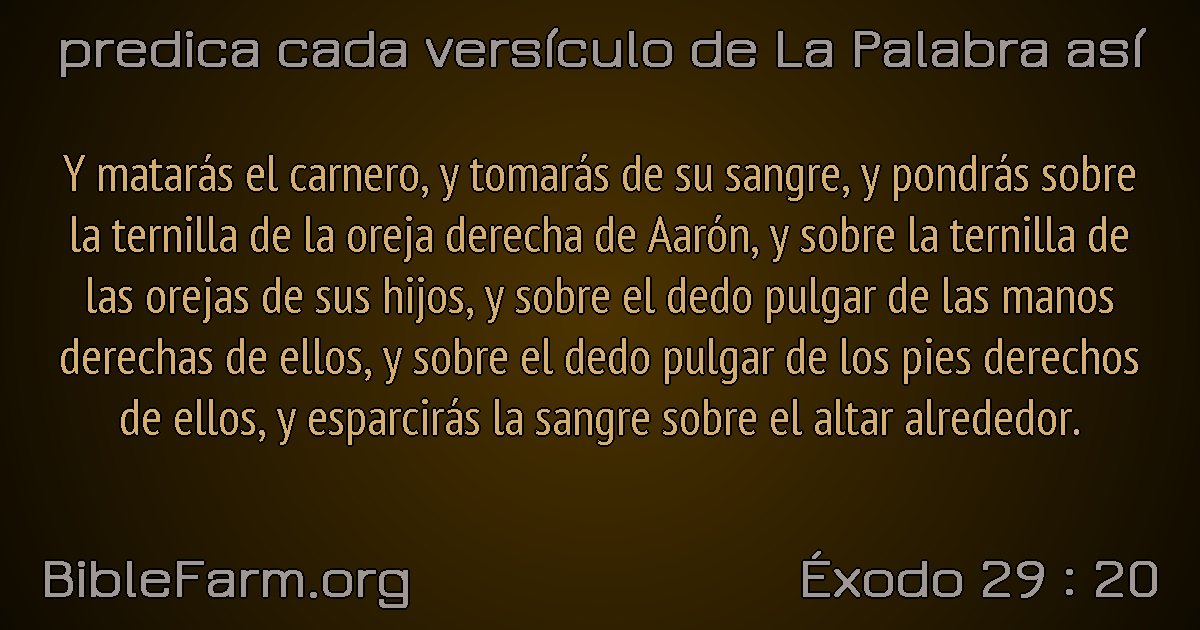 predica cada versículo de La Palabra así
Y matarás el carnero, y tomarás de su sangre, y pondrás sobre
la ternilla de la oreja derecha de Aarón, y sobre la ternilla de
las orejas de sus hijos, y sobre el dedo pulgar de las manos
derechas de ellos, y sobre el dedo pulgar de los pies derechos
de ellos, y esparcirás la sangre sobre el altar alrededor.
BibleFarm.org
Éxodo 29 : 20